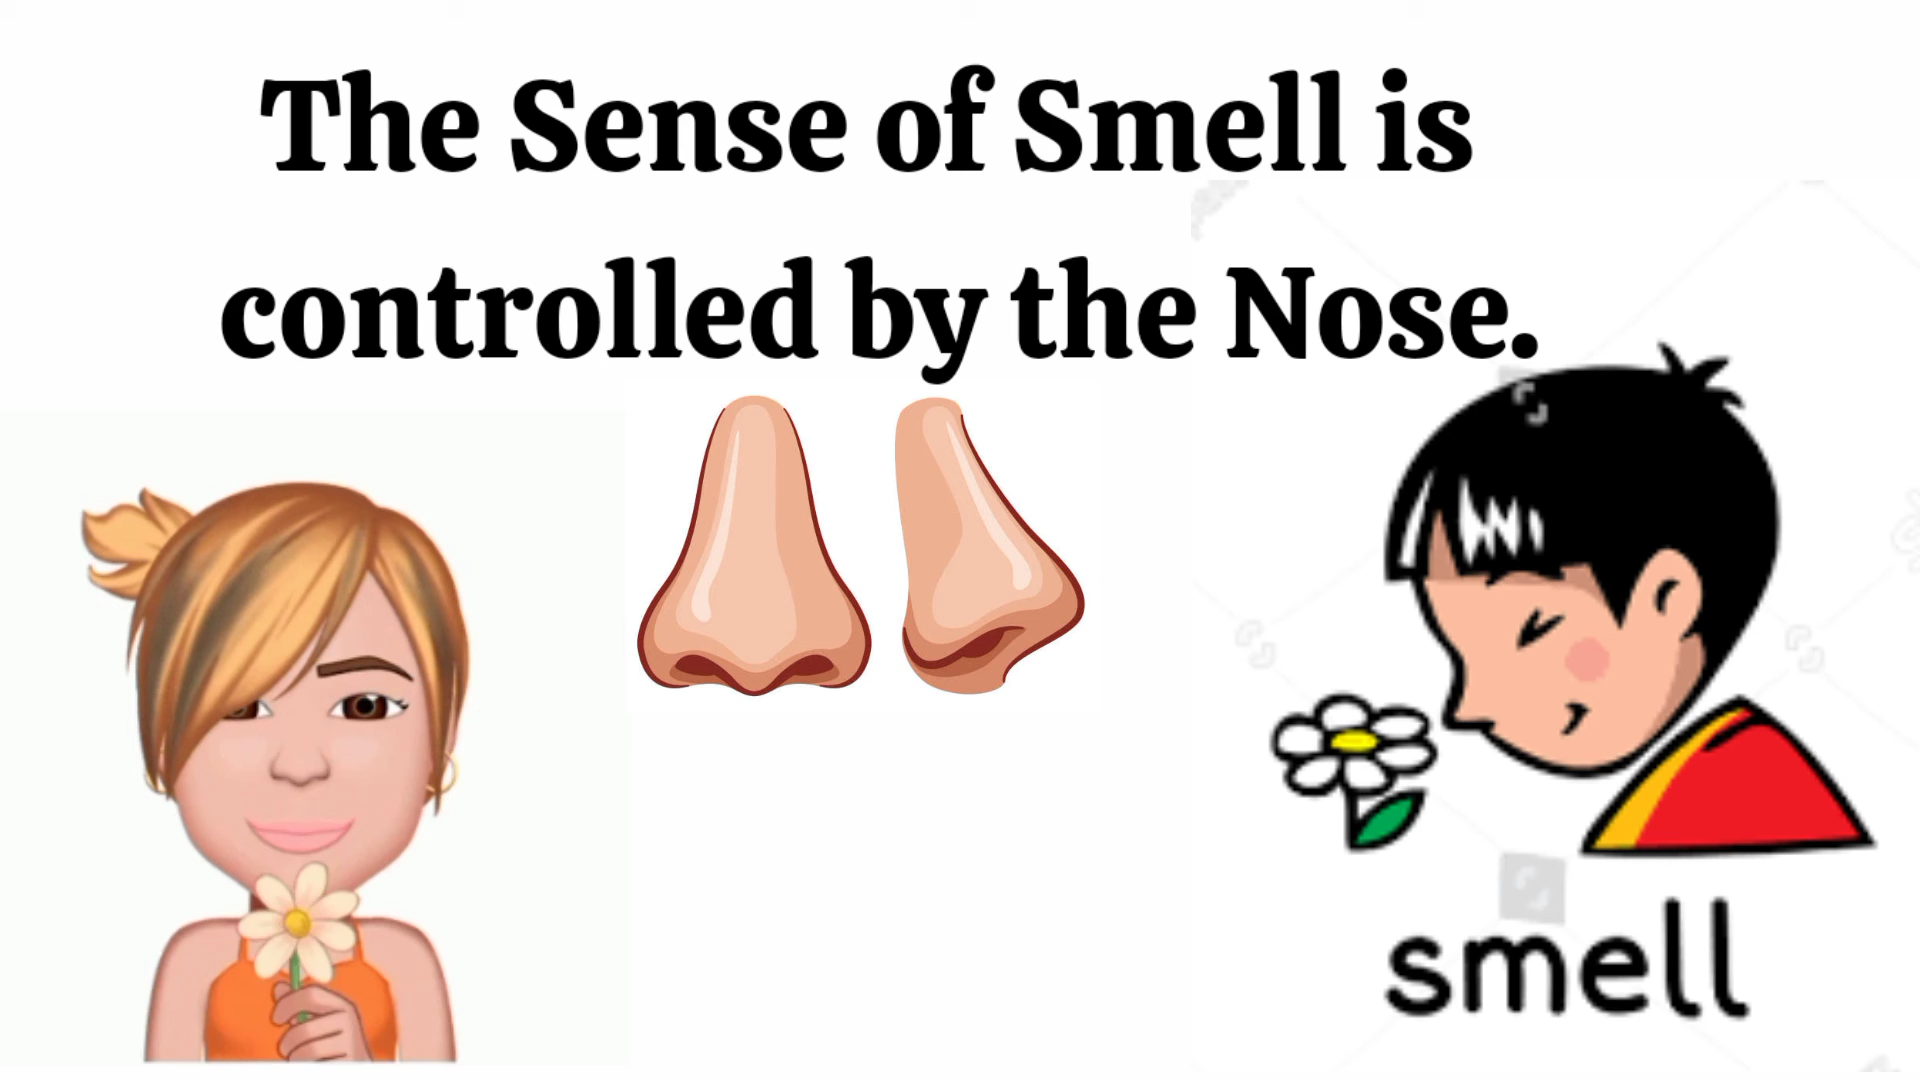 The Sense of Smell is
controlled by the Nose.
smell